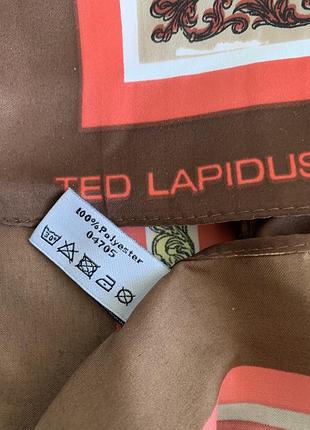 TED LAPIDUS
100%Polyester
04705
30°